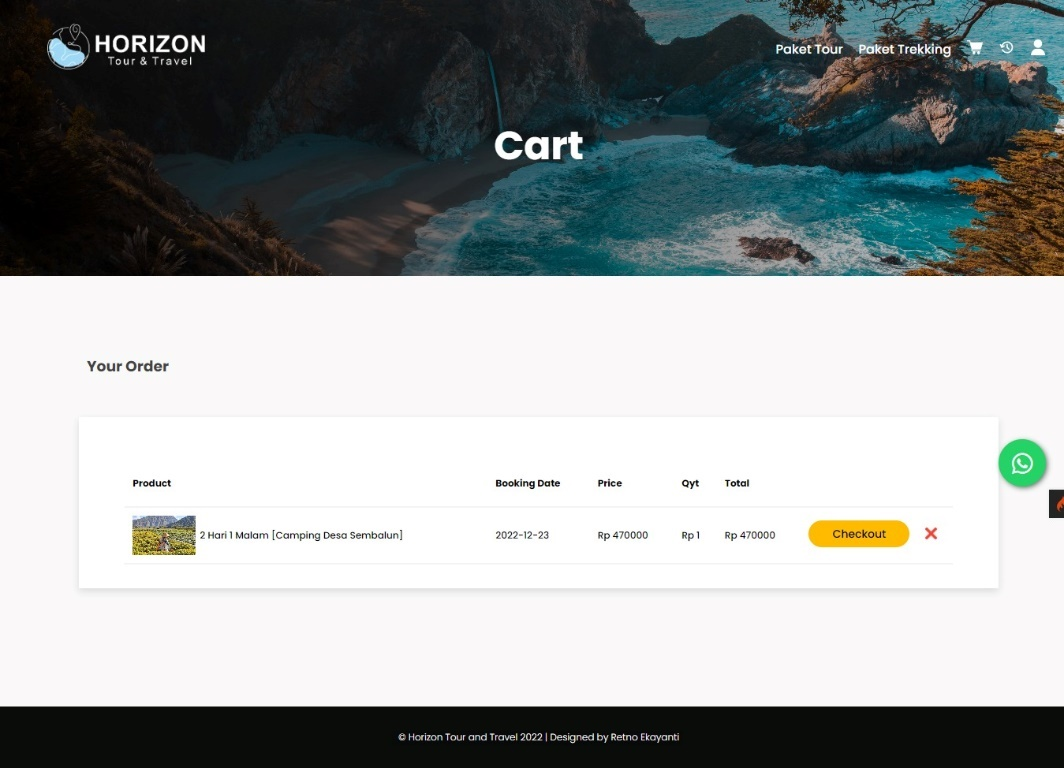 HORIZON
Tour & Travel
Paket Tour Paket Trekking
Cart
Your Order
Product Booking Date Price Qyt Total
2 Hari 1 Malam [Camping Desa Sembalun] 2022-12-23 Rp 470000 Rp 1 Rp 470000 Checkout
© Horizon Tour and Travel 2022 | Designed by Retno Ekayanti